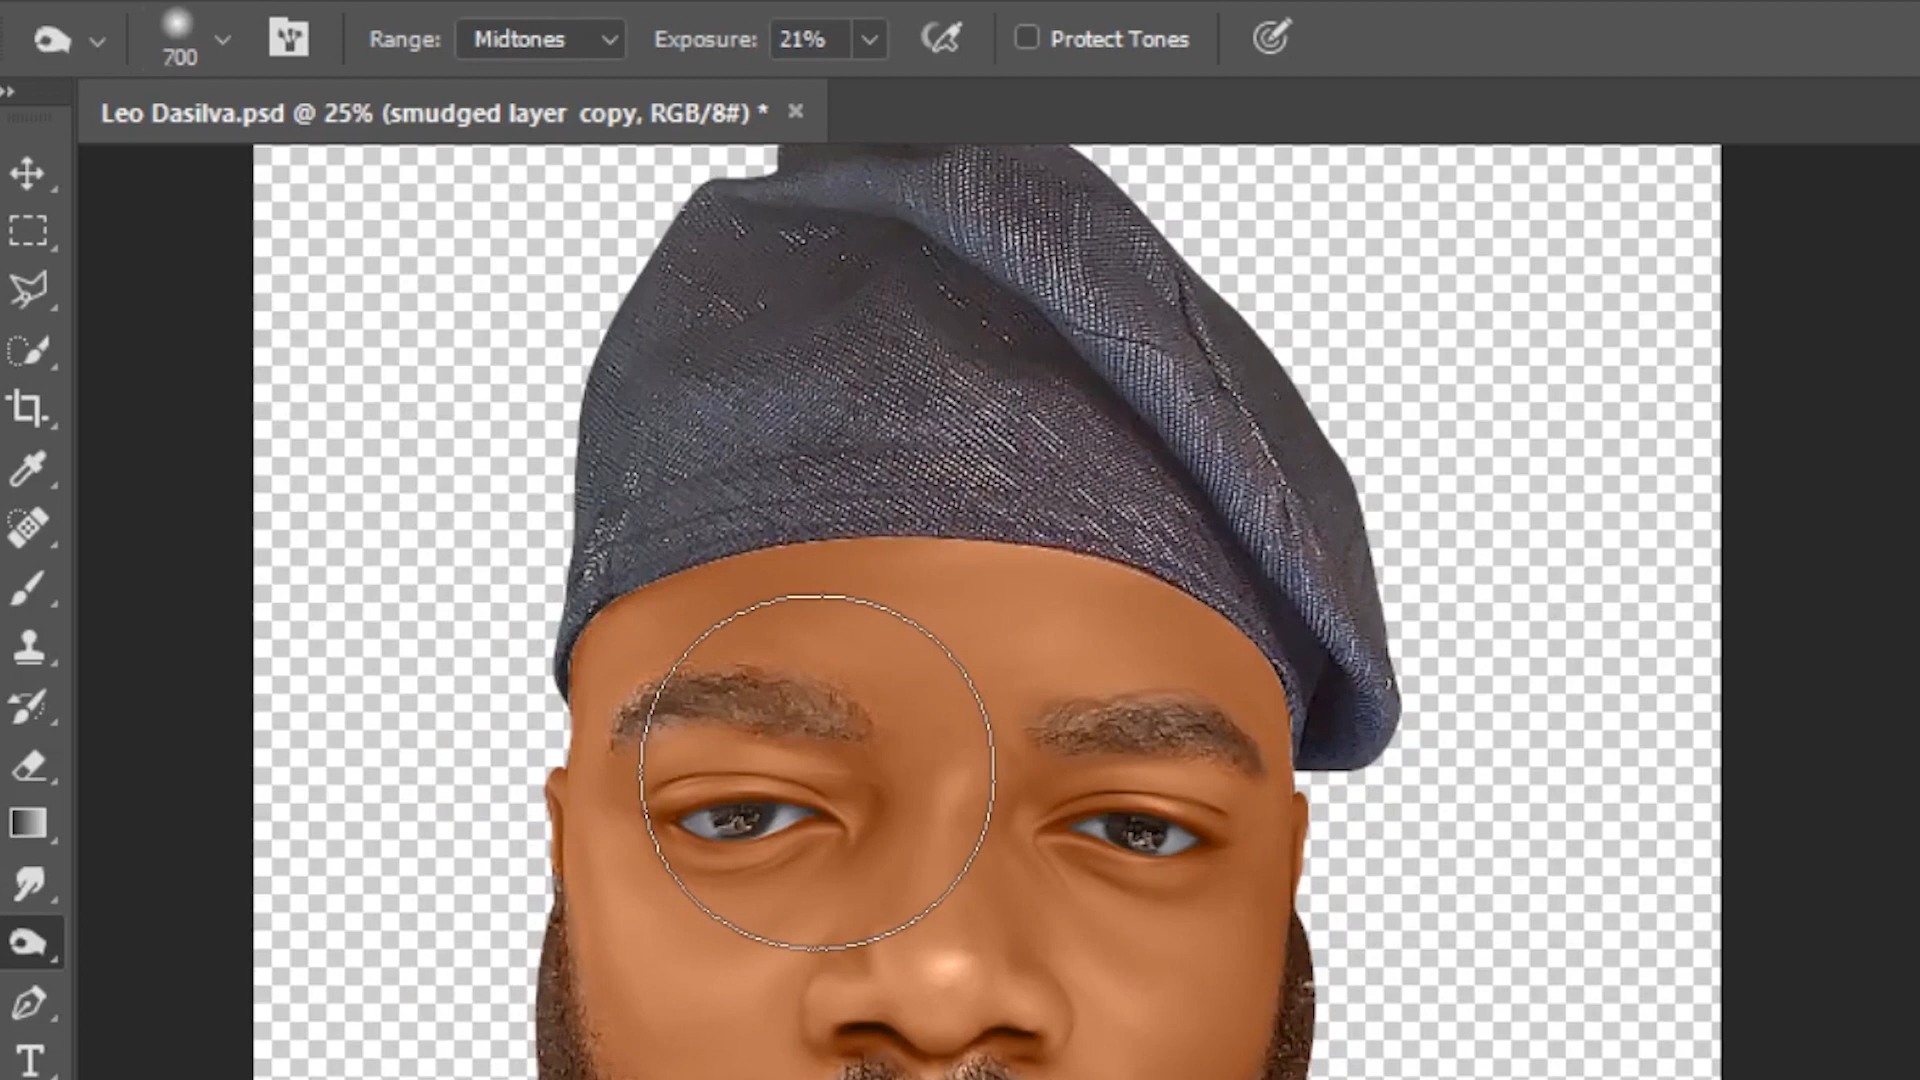 700
Range: Midtones Exposure: 21% Protect Tones
Leo Dasilva.psd @ 25% (smudged layer copy, RGB/8#) *